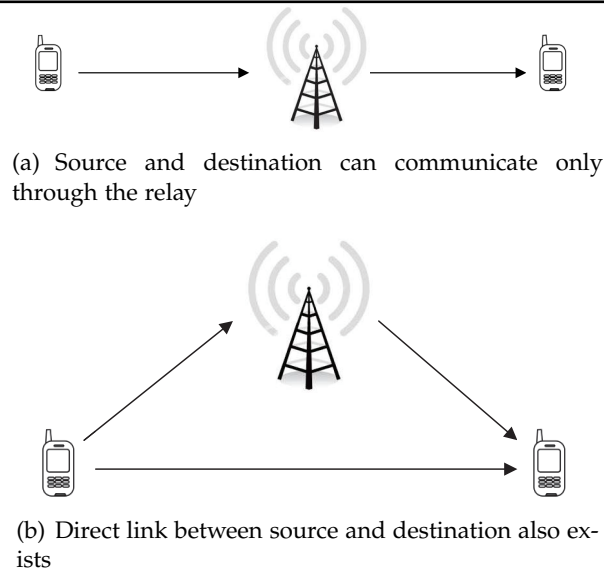 (a) Source and destination can communicate only
through the relay
(b) Direct link between source and destination also ex-
ists